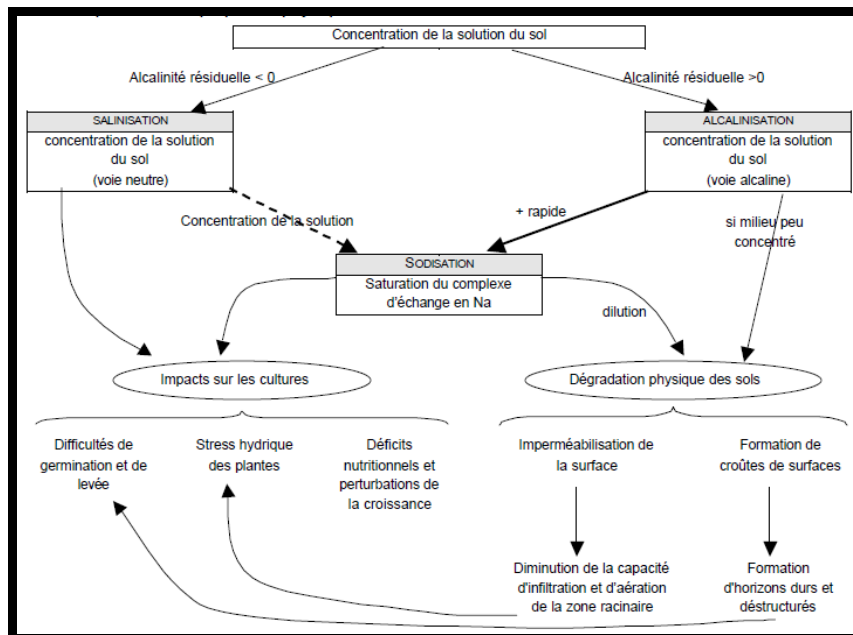 Concentration de la solution du sol
Alcalinité résiduelle < 0
Alcalinité résiduelle >0
SALINISATION
concentration de la solution
du sol
(voie neutre)
ALCALINISATION
concentration de la solution
du sol
(voie alcaline)
Concentration de la solution
+ rapide
si milieu peu
concentré
SODISATION
Saturation du complexe
d'échange en Na
dilution
Impacts sur les cultures
Dégradation physique des sols
Difficultés de
germination et de
levée
Stress hydrique
des plantes
Déficits
nutritionnels et
perturbations de
la croissance
Imperméabilisation de
la surface
Formation de
croûtes de surfaces
Diminution de la capacité
d'infiltration et d'aération
de la zone racinaire
Formation
d'horizons durs et
déstructurés